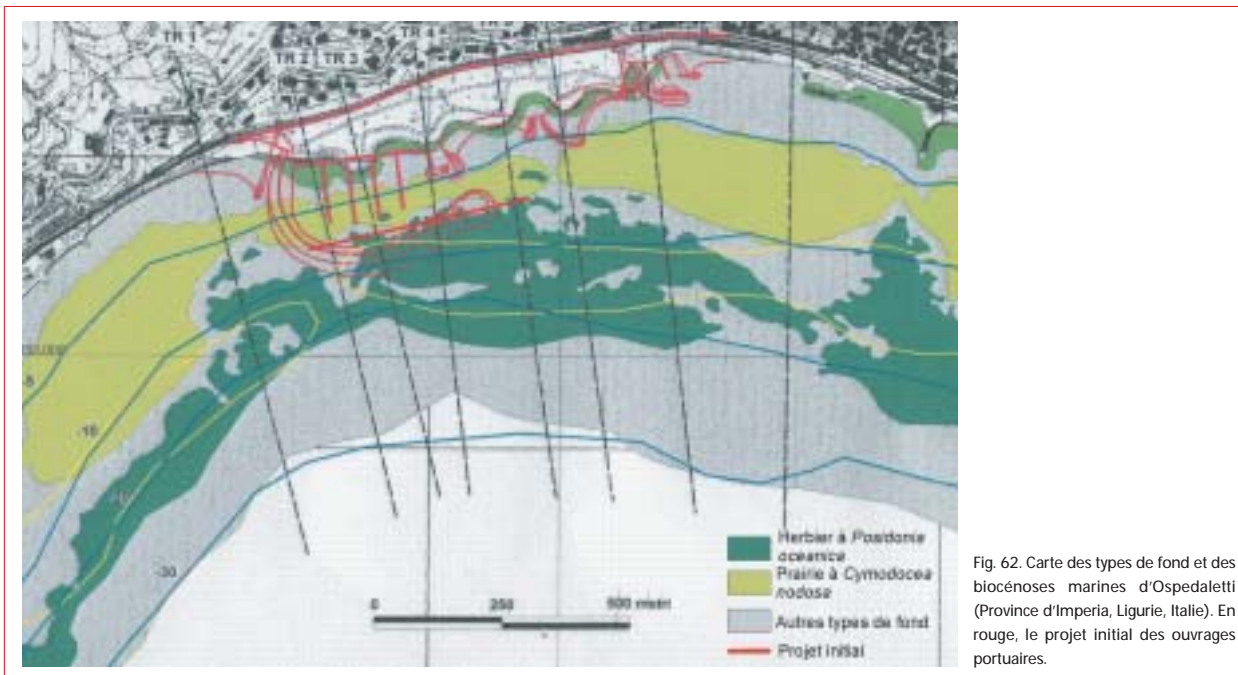 TR 1
TR 2
TR 3
TR 4
-10
-30
0
250
500 metri
Herbier à Posidonia
oceanica
Prairie à Cymodocea
nodosa
Autres types de fond
Projet initial
Fig. 62. Carte des types de fond et des
biocénoses marines d'Ospedaletti
(Province d'Imperia, Ligurie, Italie). En
rouge, le projet initial des ouvrages
portuaires.